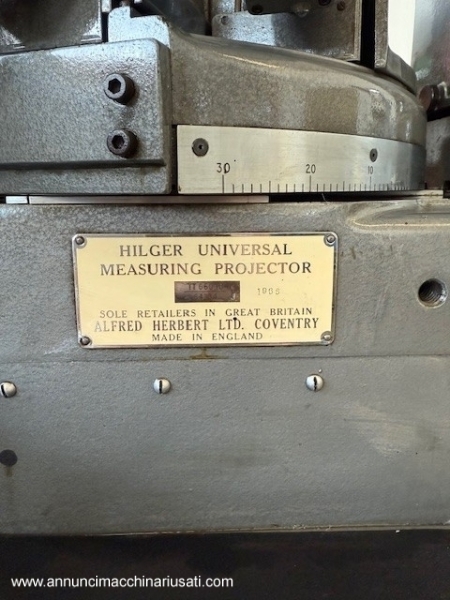 30 20 10
HILGER UNIVERSAL
MEASURING PROJECTOR
SOLE RETAILERS IN GREAT BRITAIN
ALFRED HERBERT LTD. COVENTRY
MADE IN ENGLAND
www.annuncimacchinariusati.com